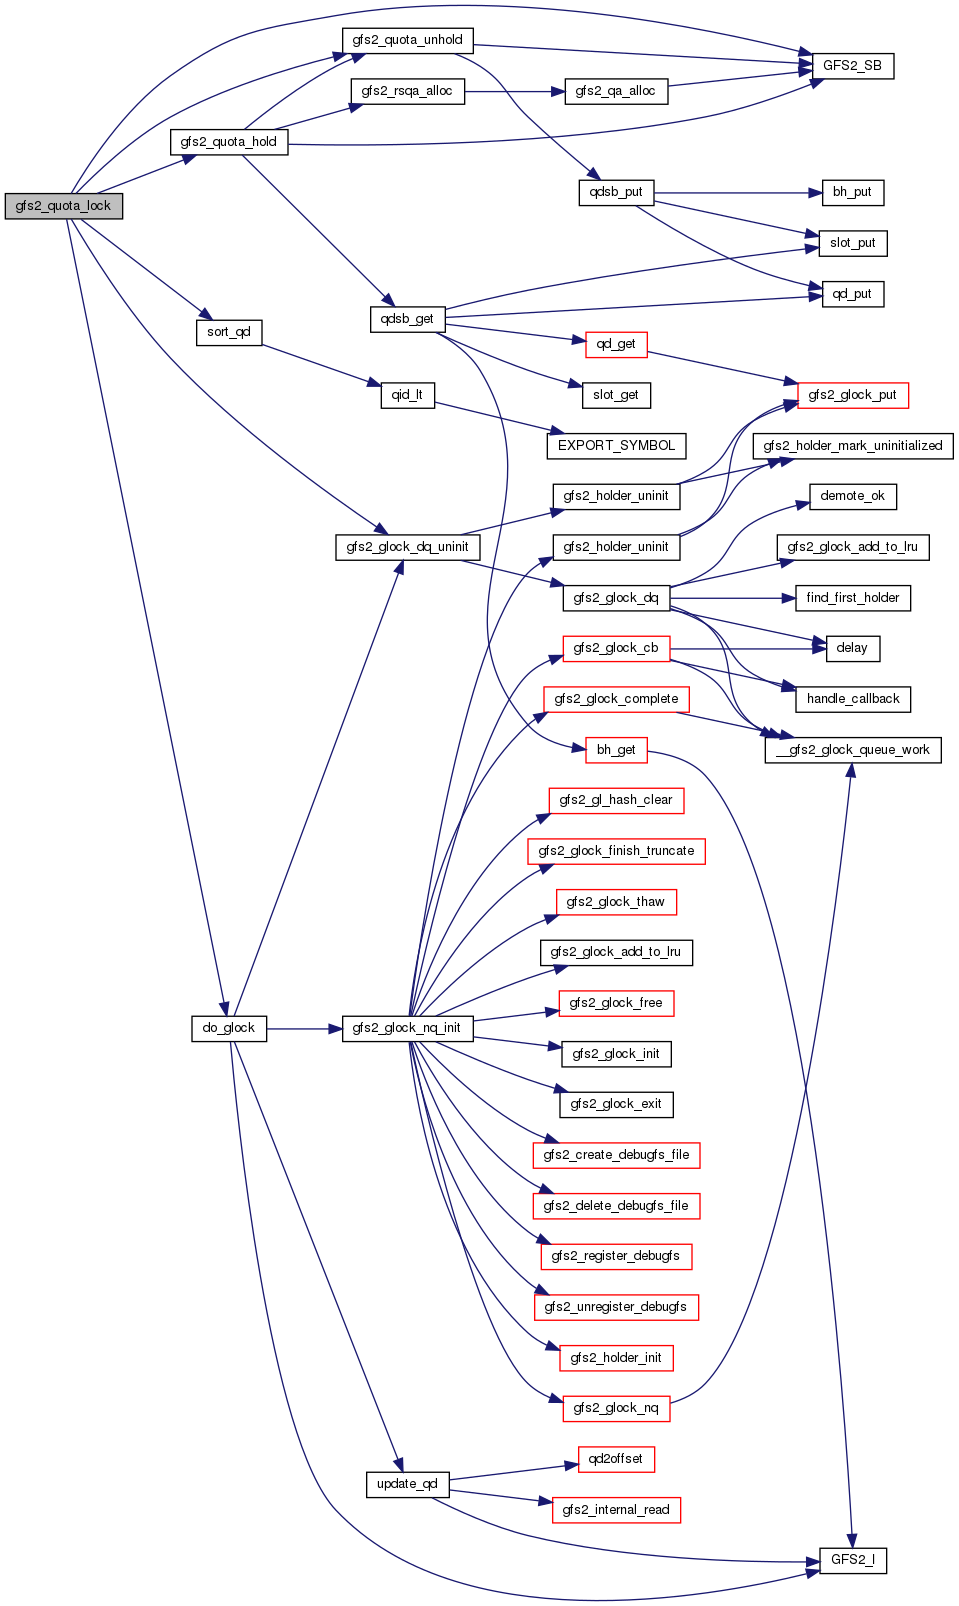 gfs2_quota_unhold
GFS2_SB
gfs2_rsqa_alloc
gfs2_qa_alloc
gfs2_quota_hold
qdsb_put
bh_put
gfs2_quota_lock
slot_put
qd_put
qdsb_get
sort_qd
qd_get
qid_lt
slot_get
gfs2_glock_put
EXPORT_SYMBOL
gfs2_holder_mark_uninitialized
gfs2_holder_uninit
demote_ok
gfs2_glock_dq_uninit
gfs2_holder_uninit
gfs2_glock_add_to_lru
gfs2_glock_dq
find_first_holder
gfs2_glock_cb
delay
gfs2_glock_complete
handle_callback
bh_get
__gfs2_glock_queue_work
gfs2_gl_hash_clear
gfs2_glock_finish_truncate
gfs2_glock_thaw
gfs2_glock_add_to_lru
gfs2_glock_free
do_glock
gfs2_glock_nq_init
gfs2_glock_init
gfs2_glock_exit
gfs2_create_debugfs_file
gfs2_delete_debugfs_file
gfs2_register_debugfs
gfs2_unregister_debugfs
gfs2_holder_init
gfs2_glock_nq
qd2offset
update_qd
gfs2_internal_read
GFS2_I